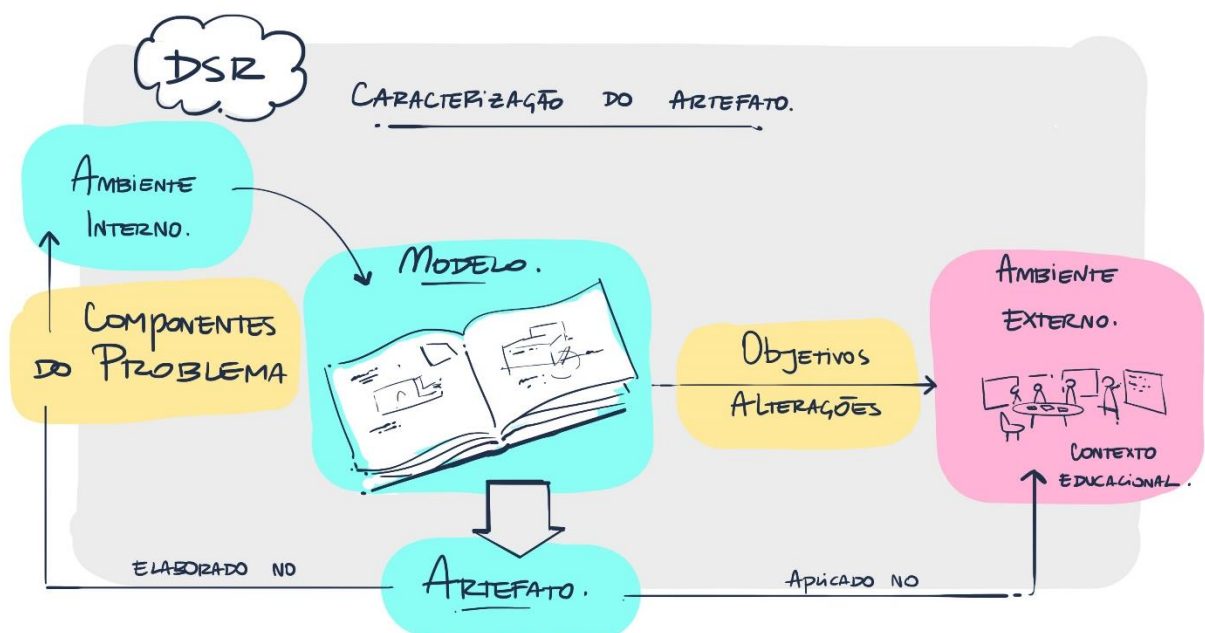 DSR
CARACTERIZAÇÃO DO ARTEFATO.
AMBIENTE
INTERNO.
COMPONENTES
DO PROBLEMA
MODELO.
OBJETIVOS
ALTERAÇÕES
AMBIENTE
EXTERNO.
CONTEXTO
EDUCACIONAL.
ELABORADO NO
ARTEFATO.
APLICADO NO